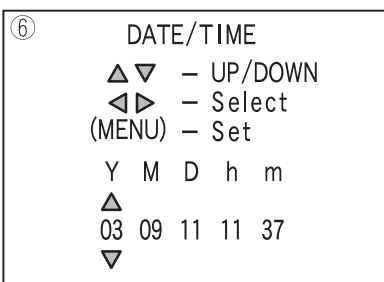 ⑥
DATE/TIME
△▽ – UP/DOWN
◁▷ – Select
(MENU) – Set
Y M D h m
03 09 11 11 37